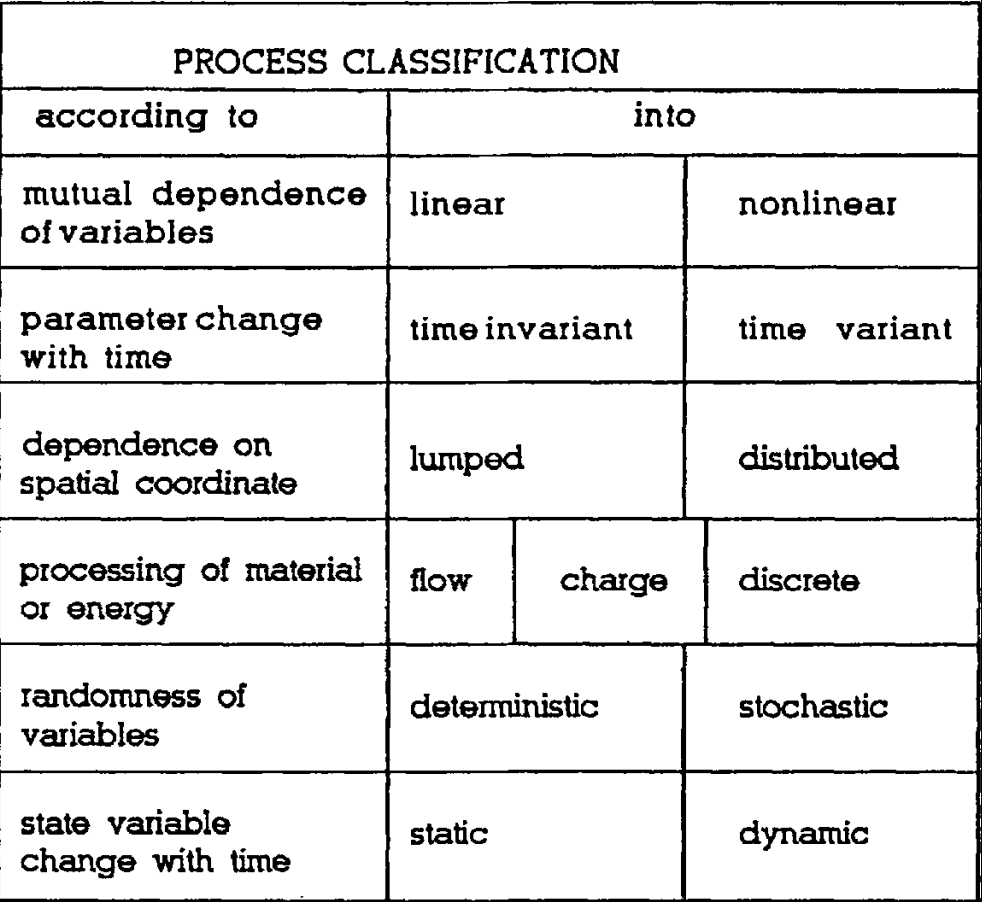 PROCESS CLASSIFICATION
according to into
mutual dependence
of variables
linear nonlinear
parameter change
with time
time invariant time variant
dependence on
spatial coordinate
lumped distributed
processing of material
or energy
flow charge discrete
randomness of
variables
deterministic stochastic
state variable
change with time
static dynamic